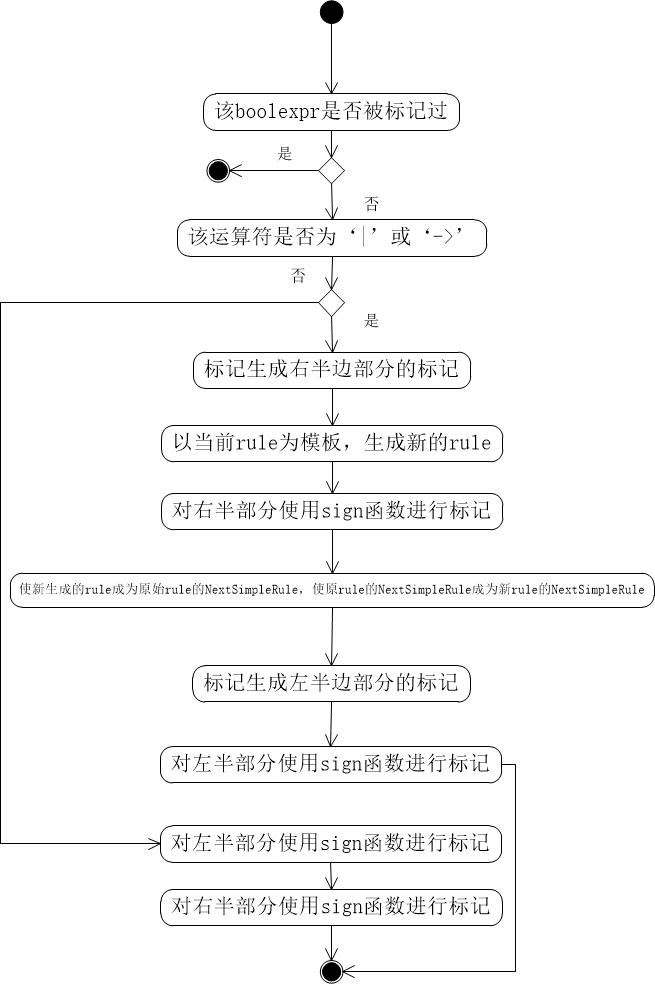 该boolexpr是否被标记过
是
否
该运算符是否为‘|’或‘->’
否
是
标记生成右半边部分的标记
以当前rule为模板，生成新的rule
对右半部分使用sign函数进行标记
使新生成的rule成为原始rule的NextSimpleRule，使原rule的NextSimpleRule成为新rule的NextSimpleRule
标记生成左半边部分的标记
对左半部分使用sign函数进行标记
对左半部分使用sign函数进行标记
对右半部分使用sign函数进行标记